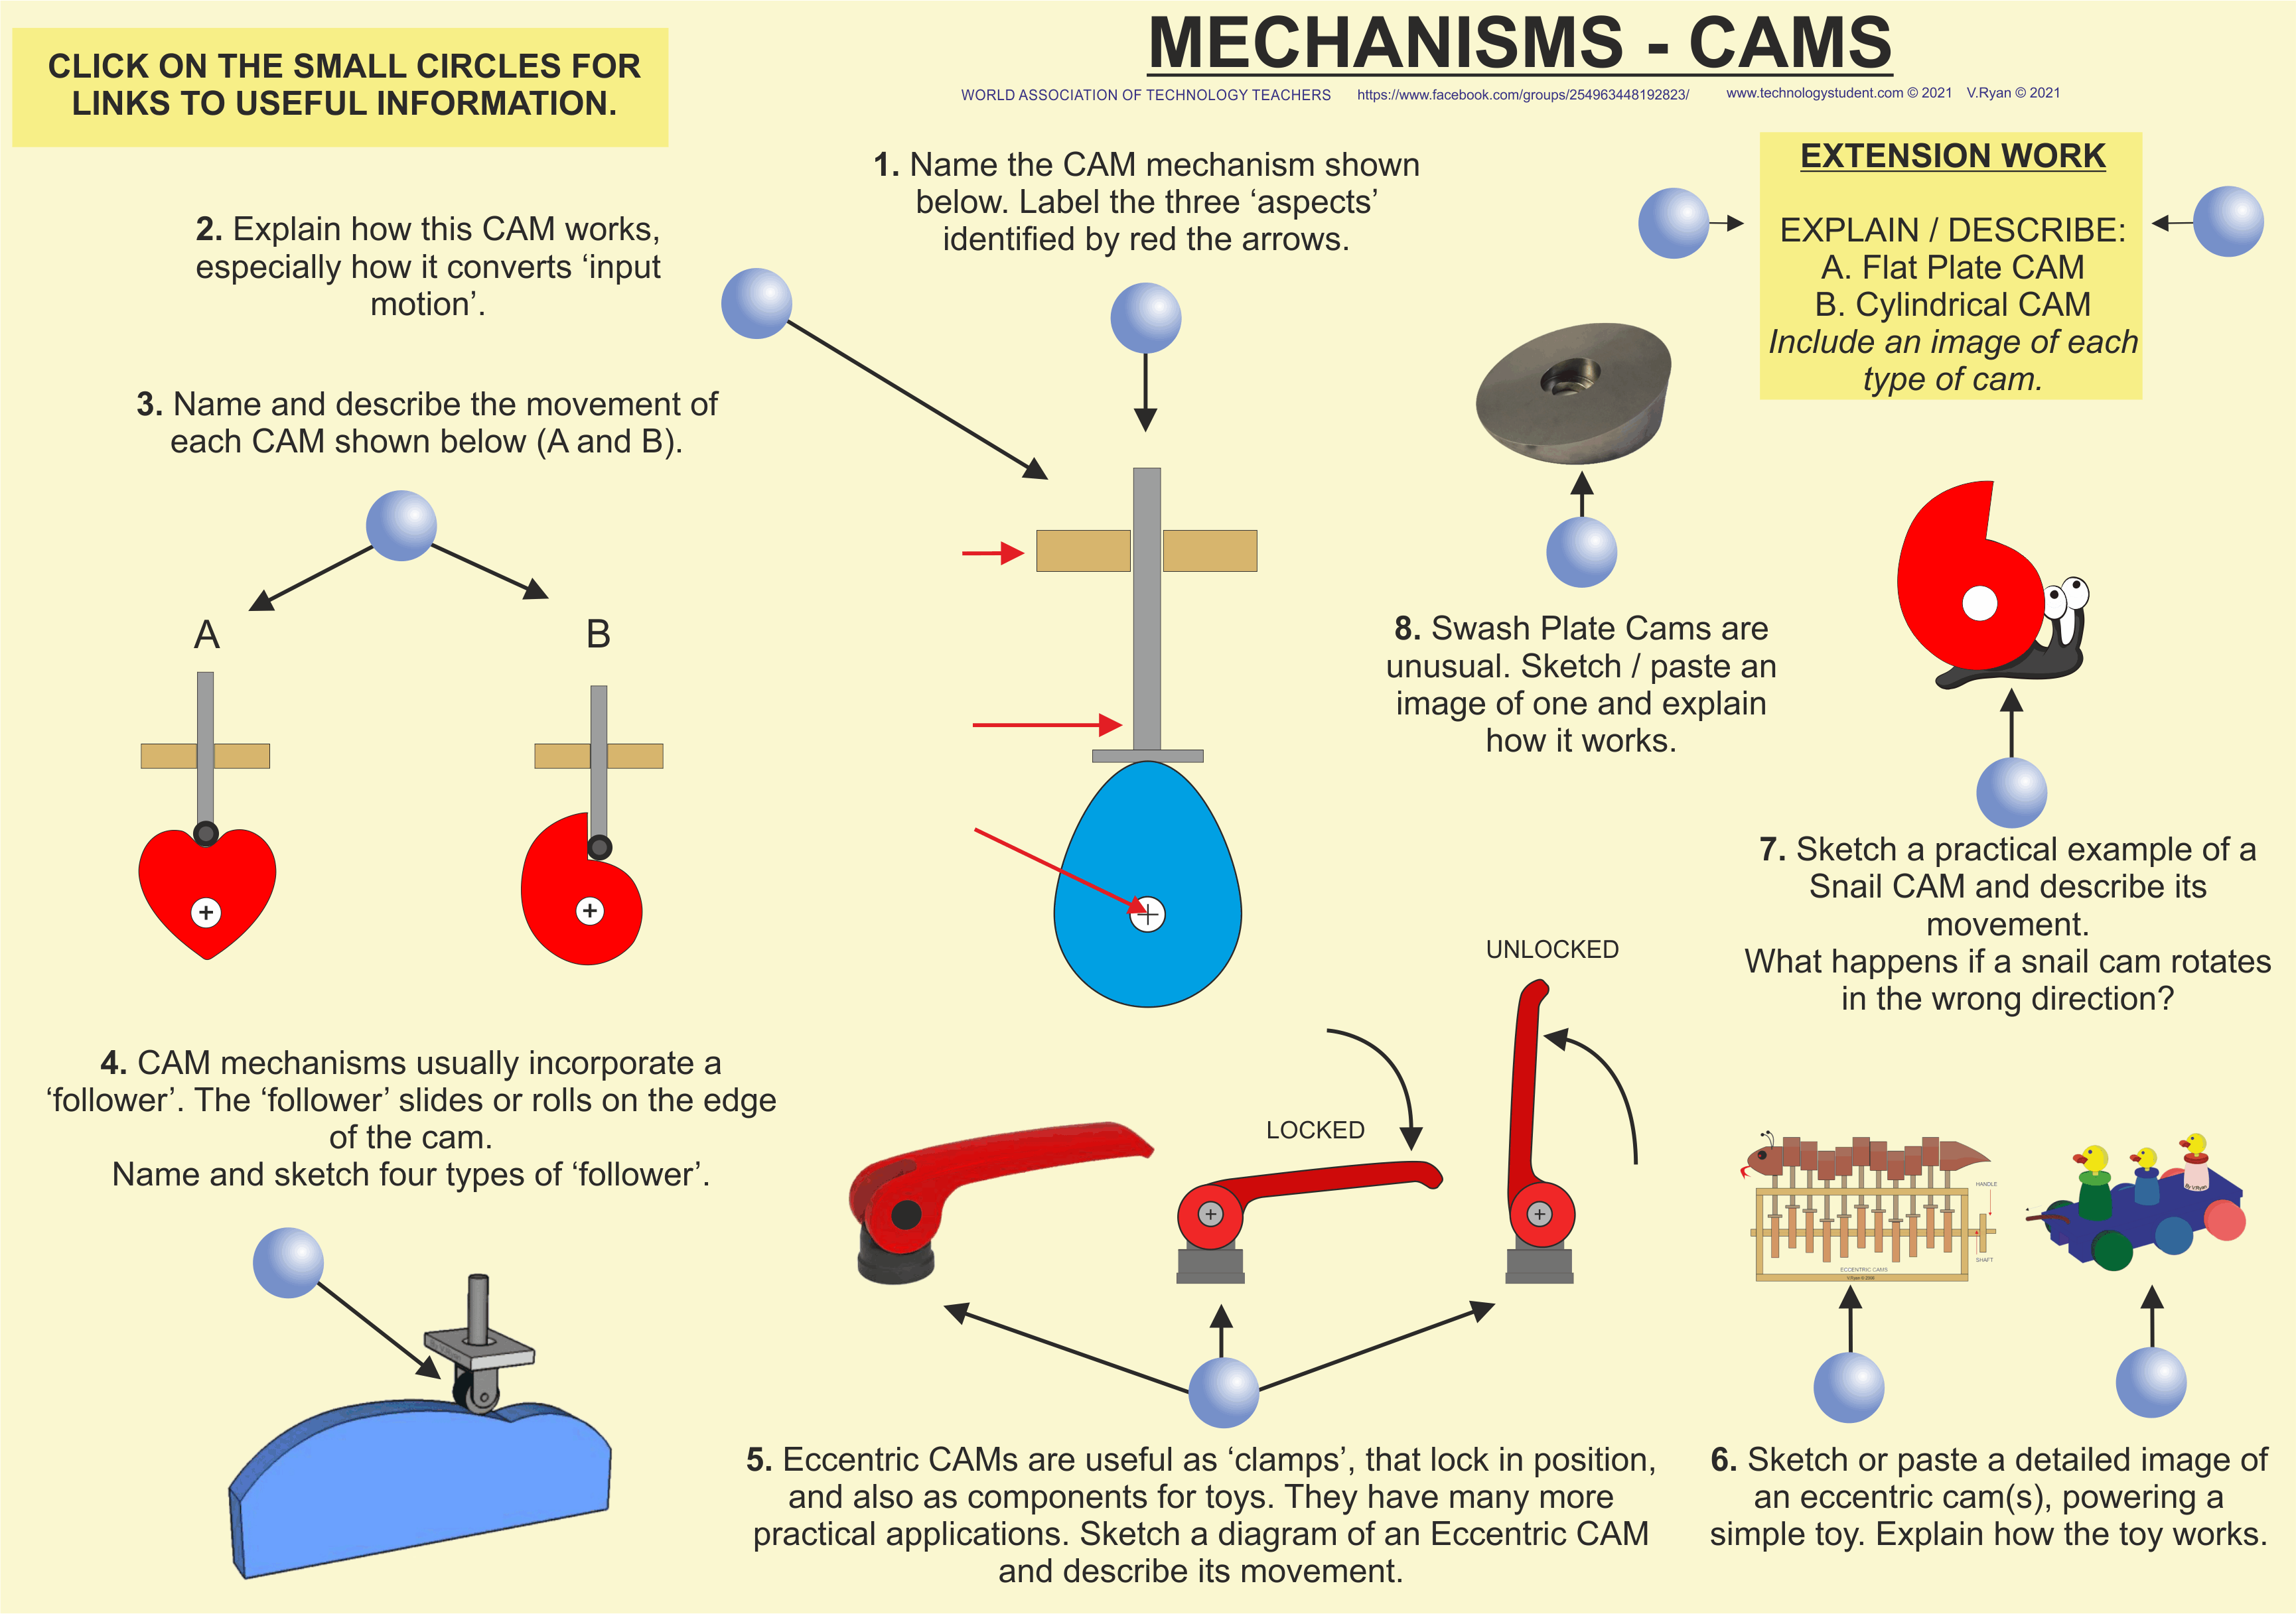 CLICK ON THE SMALL CIRCLES FOR
LINKS TO USEFUL INFORMATION.
MECHANISMS - CAMS
WORLD ASSOCIATION OF TECHNOLOGY TEACHERS https://www.facebook.com/groups/254963448192823/ www.technologystudent.com © 2021 V.Ryan © 2021
1. Name the CAM mechanism shown
below. Label the three ‘aspects’
identified by red the arrows.
EXTENSION WORK
EXPLAIN / DESCRIBE:
A. Flat Plate CAM
B. Cylindrical CAM
Include an image of each
type of cam.
2. Explain how this CAM works,
especially how it converts ‘input
motion’.
3. Name and describe the movement of
each CAM shown below (A and B).
A
B
8. Swash Plate Cams are
unusual. Sketch / paste an
image of one and explain
how it works.
7. Sketch a practical example of a
Snail CAM and describe its
movement.
What happens if a snail cam rotates
in the wrong direction?
4. CAM mechanisms usually incorporate a
‘follower’. The ‘follower’ slides or rolls on the edge
of the cam.
Name and sketch four types of ‘follower’.
UNLOCKED
LOCKED
HANDLE
SHAFT
ECCENTRIC CAMS
V.Ryan © 2008
By V.Ryan
5. Eccentric CAMs are useful as ‘clamps’, that lock in position,
and also as components for toys. They have many more
practical applications. Sketch a diagram of an Eccentric CAM
and describe its movement.
6. Sketch or paste a detailed image of
an eccentric cam(s), powering a
simple toy. Explain how the toy works.